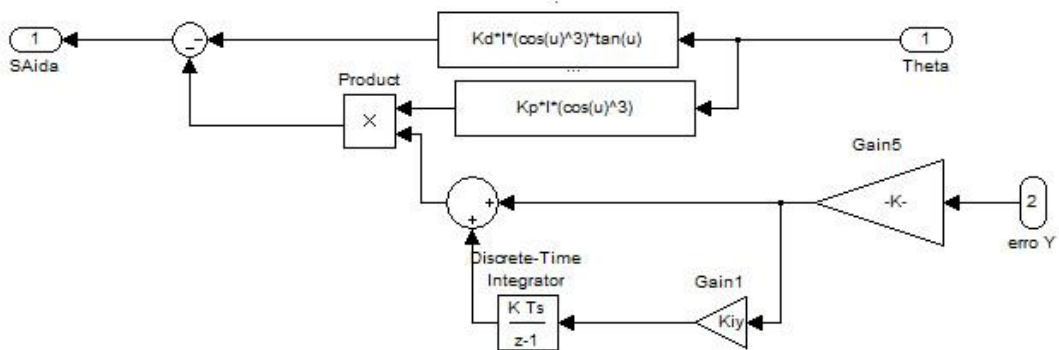 1
SAida
Kd*l*(cos(u)^3)*tan(u)
...
1
Theta
Product
×
Kp*l*(cos(u)^3)
Gain5
-K-
2
erro Y
Discrete-Time
Integrator
K Ts
z-1
Gain1
Kiy